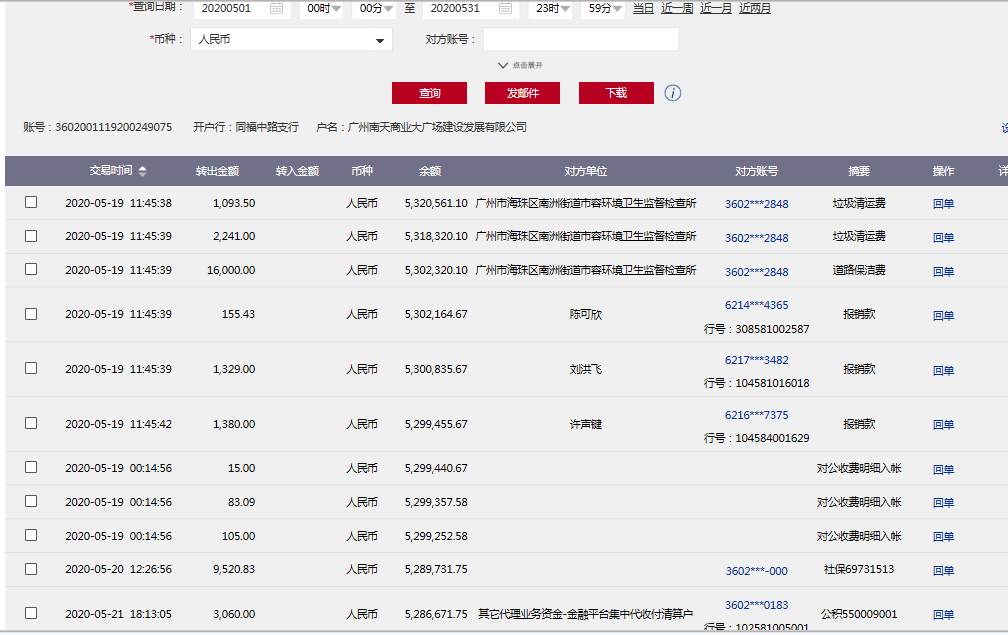 *查询日期： 20200501 00时 00分 至 20200531 23时 59分 当日 近一周 近一月 近两月
*币种： 人民币 对方账号：
点击展开
查询 发邮件 下载 i
账号：3602001119200249075 开户行：同福中路支行 户名：广州南天商业大广场建设发展有限公司
交易时间 转出金额 转入金额 币种 余额 对方单位 对方账号 摘要 操作
2020-05-19 11:45:38 1,093.50 人民币 5,320,561.10 广州市海珠区南洲街道市容环境卫生监督检查所 3602***2848 垃圾清运费 回单
2020-05-19 11:45:39 2,241.00 人民币 5,318,320.10 广州市海珠区南洲街道市容环境卫生监督检查所 3602***2848 垃圾清运费 回单
2020-05-19 11:45:39 16,000.00 人民币 5,302,320.10 广州市海珠区南洲街道市容环境卫生监督检查所 3602***2848 道路保洁费 回单
2020-05-19 11:45:39 155.43 人民币 5,302,164.67 陈可欣 6214***4365 报销款 回单
行号：308581002587
2020-05-19 11:45:39 1,329.00 人民币 5,300,835.67 刘洪飞 6217***3482 报销款 回单
行号：104581016018
2020-05-19 11:45:42 1,380.00 人民币 5,299,455.67 许声键 6216***7375 报销款 回单
行号：104584001629
2020-05-19 00:14:56 15.00 人民币 5,299,440.67 对公收费明细入帐 回单
2020-05-19 00:14:56 83.09 人民币 5,299,357.58 对公收费明细入帐 回单
2020-05-19 00:14:56 105.00 人民币 5,299,252.58 对公收费明细入帐 回单
2020-05-20 12:26:56 9,520.83 人民币 5,289,731.75 3602***-000 社保69731513 回单
2020-05-21 18:13:05 3,060.00 人民币 5,286,671.75 其它代理业务资金-金融平台集中代收付清算户 3602***0183 公积550009001 回单
行号：102581005001